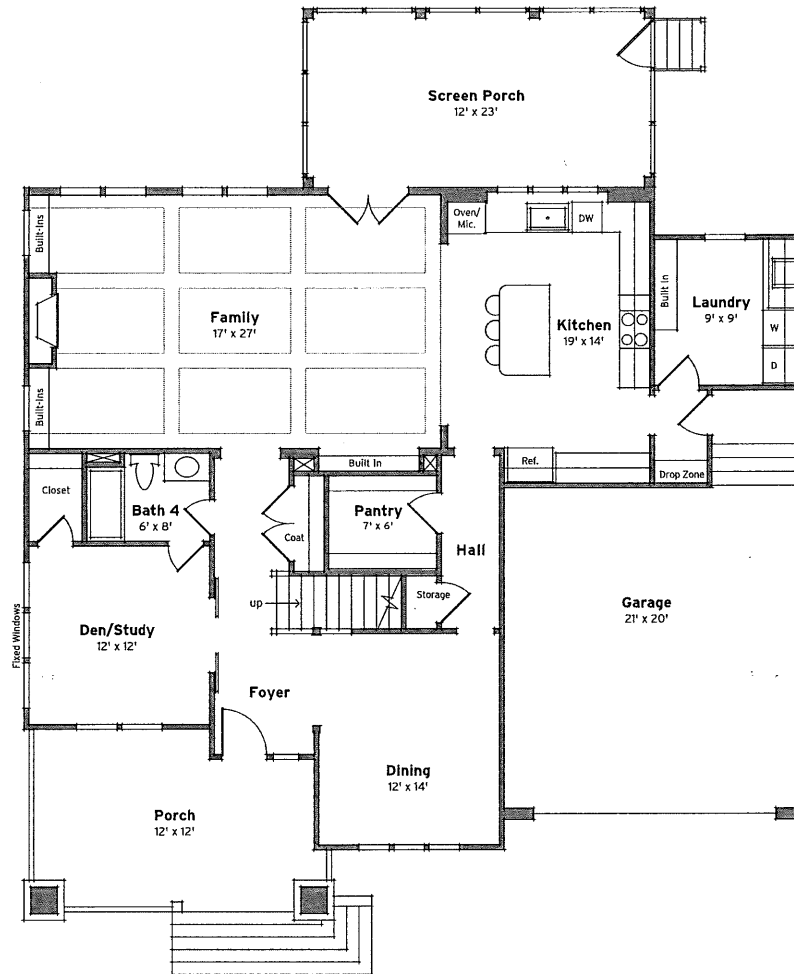 Screen Porch
12' x 23'
Built-Ins
Oven/
Mic.
DW
Family
17' x 27'
Kitchen
19' x 14'
Built In
Laundry
9' x 9'
W
D
Built-Ins
Closet
Bath 4
6' x 8'
Built In
Coat
Pantry
7' x 6'
Ref.
Drop Zone
Hall
up
Storage
Fixed Windows
Den/Study
12' x 12'
Garage
21' x 20'
Foyer
Dining
12' x 14'
Porch
12' x 12'